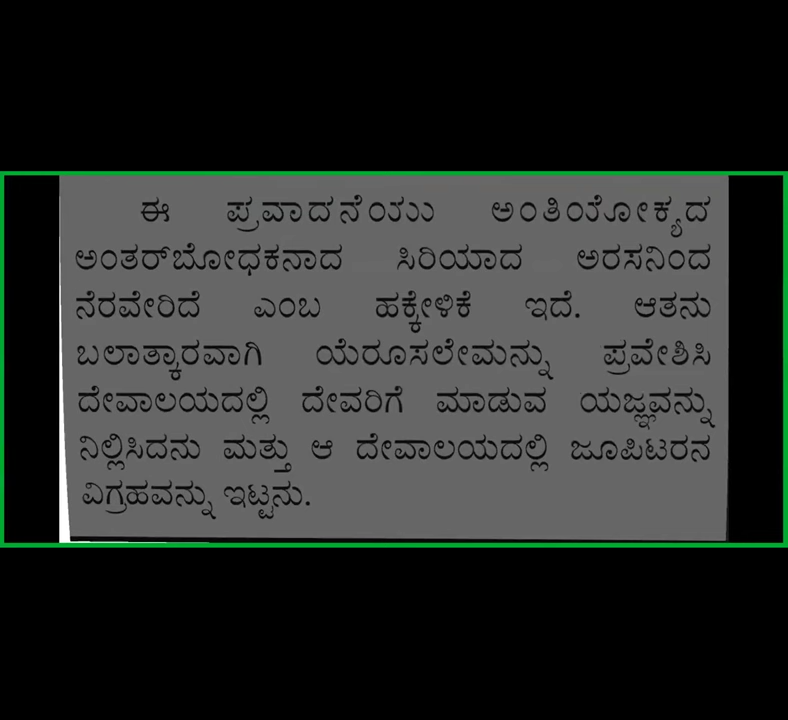 ಈ ಪ್ರವಾದನೆಯು ಅಂತಿಯೋಕ್ಯದ
ಅಂತರ್‌ಬೋಧಕನಾದ ಸಿರಿಯಾದ ಅರಸನಿಂದ
ನೆರವೇರಿದೆ ಎಂಬ ಹಕ್ಕೇಳಿಕೆ ಇದೆ. ಆತನು
ಬಲಾತ್ಕಾರವಾಗಿ ಯೆರೂಸಲೇಮನ್ನು ಪ್ರವೇಶಿಸಿ
ದೇವಾಲಯದಲ್ಲಿ ದೇವರಿಗೆ ಮಾಡುವ ಯಜ್ಞವನ್ನು
ನಿಲ್ಲಿಸಿದನು ಮತ್ತು ಆ ದೇವಾಲಯದಲ್ಲಿ ಜೂಪಿಟರನ
ವಿಗ್ರಹವನ್ನು ಇಟ್ಟನು.